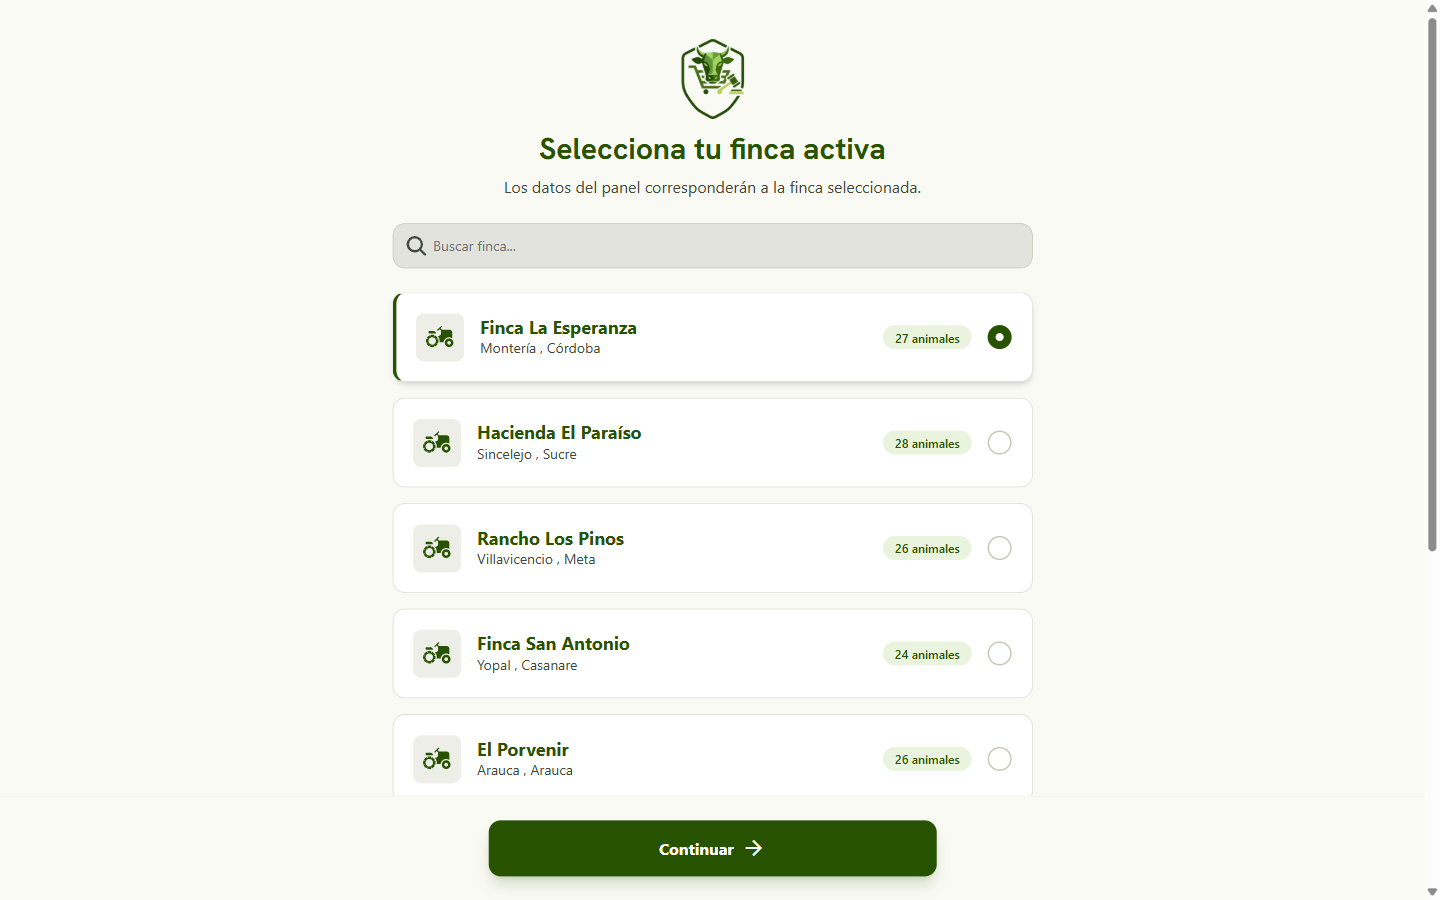 Selecciona tu finca activa
Los datos del panel corresponderán a la finca seleccionada.
Buscar finca...
Finca La Esperanza
Montería , Córdoba
27 animales
Hacienda El Paraíso
Sincelejo , Sucre
28 animales
Rancho Los Pinos
Villavicencio , Meta
26 animales
Finca San Antonio
Yopal , Casanare
24 animales
El Porvenir
Arauca , Arauca
26 animales
Continuar